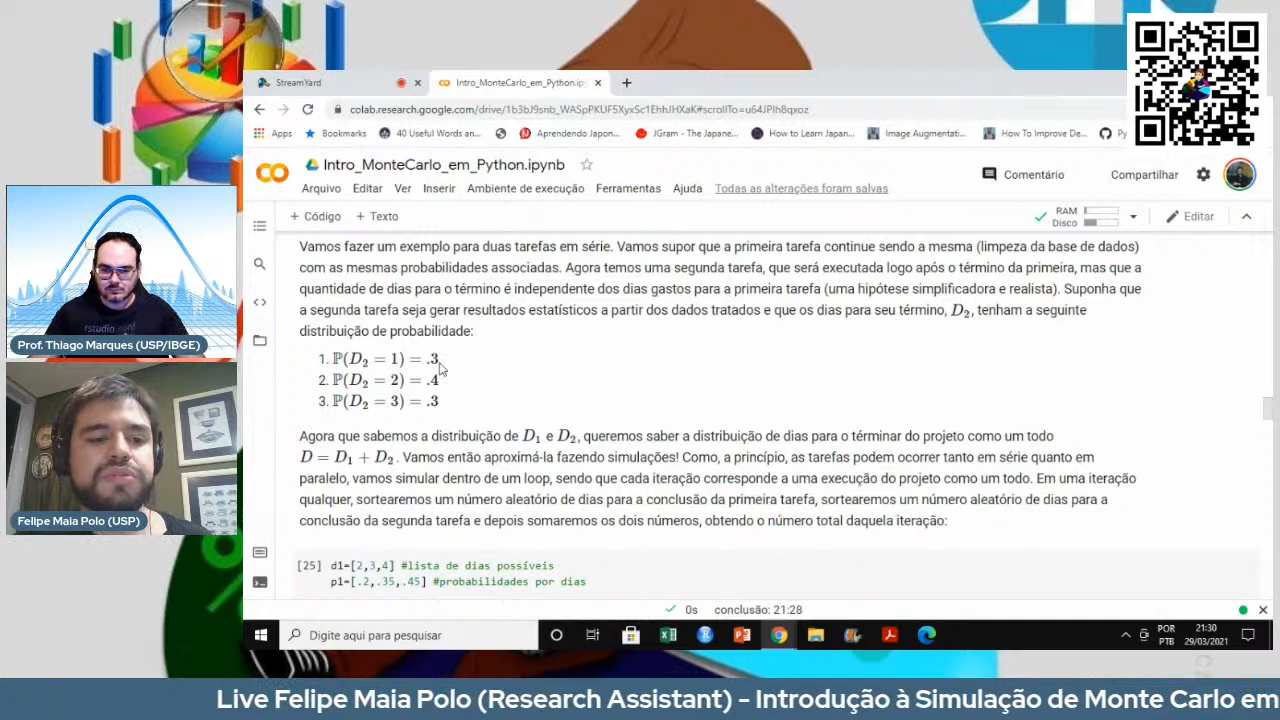 StreamYard
Intro_MonteCarlo_em_Python.ip
colab.research.google.com/drive/1b3bJ9smb_WASpPKUF5XyxSc1EhhJHXaK#scrollTo=u64JPlh8qxoz
Apps
Bookmarks
40 Useful Words an...
Aprendendo Japon...
JGram - The Japane...
How to Learn Japan...
Image Augmentati...
How To Improve De...
Py
Intro_MonteCarlo_em_Python.ipynb
Comentário
Compartilhar
Arquivo Editar Ver Inserir Ambiente de execução Ferramentas Ajuda Todas as alterações foram salvas
+ Código + Texto
RAM
Disco
Editar
Vamos fazer um exemplo para duas tarefas em série. Vamos supor que a primeira tarefa continue sendo a mesma (limpeza da base de dados)
com as mesmas probabilidades associadas. Agora temos uma segunda tarefa, que será executada logo após o término da primeira, mas que a
quantidade de dias para o término é independente dos dias gastos para a primeira tarefa (uma hipótese simplificadora e realista). Suponha que
a segunda tarefa seja gerar resultados estatísticos a partir dos dados tratados e que os dias para seu término, D₂, tenham a seguinte
distribuição de probabilidade:
1. ℙ(D₂ = 1) = .3
2. ℙ(D₂ = 2) = .4
3. ℙ(D₂ = 3) = .3
Agora que sabemos a distribuição de D₁ e D₂, queremos saber a distribuição de dias para o términar do projeto como um todo
D = D₁ + D₂. Vamos então aproximá-la fazendo simulações! Como, a princípio, as tarefas podem ocorrer tanto em série quanto em
paralelo, vamos simular dentro de um loop, sendo que cada iteração corresponde a uma execução do projeto como um todo. Em uma iteração
qualquer, sortearemos um número aleatório de dias para a conclusão da primeira tarefa, sortearemos um número aleatório de dias para a
conclusão da segunda tarefa e depois somaremos os dois números, obtendo o número total daquela iteração:
[25] d1=[2,3,4] #lista de dias possíveis
p1=[.2,.35,.45] #probabilidades por dias
0s conclusão: 21:28
Digite aqui para pesquisar
POR
PTB
21:30
29/03/2021
rstudio::conf
Prof. Thiago Marques (USP/IBGE)
Felipe Maia Polo (USP)
Live Felipe Maia Polo (Research Assistant) - Introdução à Simulação de Monte Carlo em